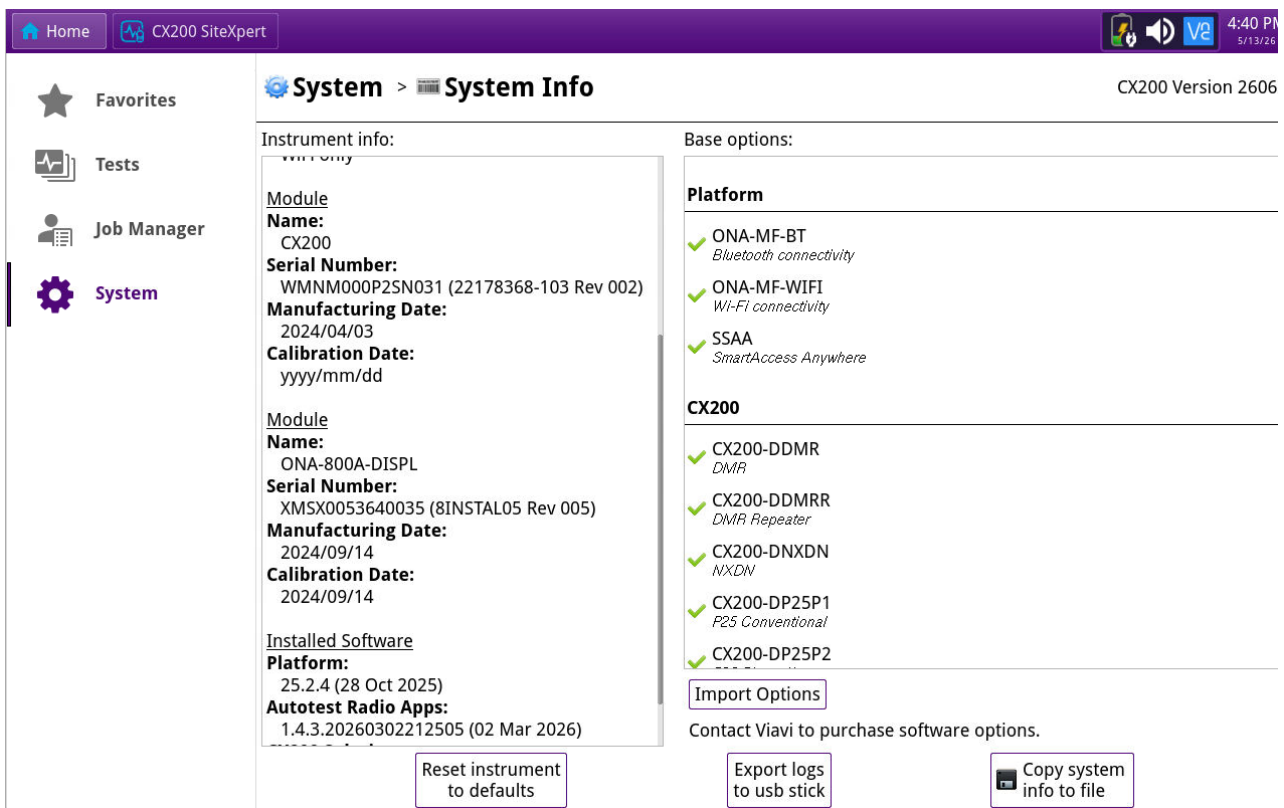 Home
CX200 SiteXpert
4:40 PM
5/13/26
Favorites
Tests
Job Manager
System
System > System Info
CX200 Version 2606
Instrument info:
WiFi only
Module
Name:
CX200
Serial Number:
WMNM000P2SN031 (22178368-103 Rev 002)
Manufacturing Date:
2024/04/03
Calibration Date:
yyyy/mm/dd
Module
Name:
ONA-800A-DISPL
Serial Number:
XMSX0053640035 (8INSTAL05 Rev 005)
Manufacturing Date:
2024/09/14
Calibration Date:
2024/09/14
Installed Software
Platform:
25.2.4 (28 Oct 2025)
Autotest Radio Apps:
1.4.3.20260302212505 (02 Mar 2026)
Base options:
Platform
ONA-MF-BT
Bluetooth connectivity
ONA-MF-WIFI
Wi-Fi connectivity
SSAA
SmartAccess Anywhere
CX200
CX200-DDMR
DMR
CX200-DDMRR
DMR Repeater
CX200-DNXDN
NXDN
CX200-DP25P1
P25 Conventional
CX200-DP25P2
Import Options
Contact Viavi to purchase software options.
Reset instrument
to defaults
Export logs
to usb stick
Copy system
info to file